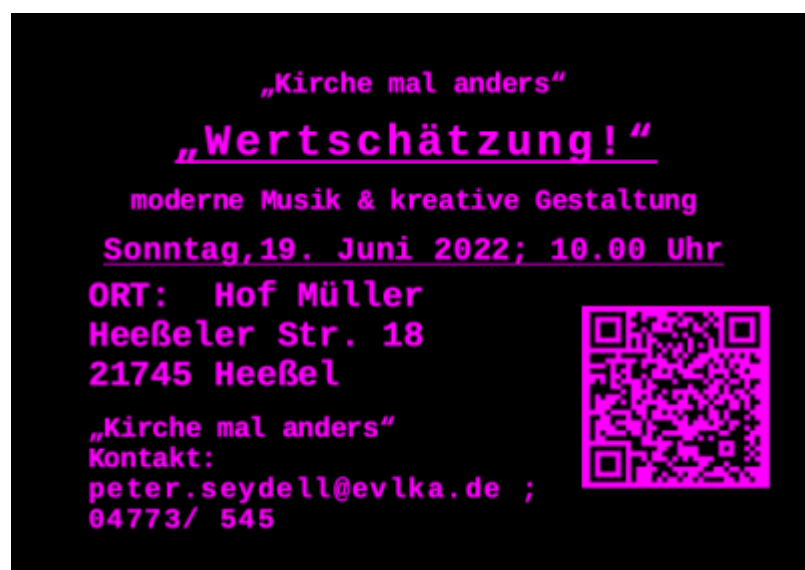 „Kirche mal anders“
„Wertschätzung!“
moderne Musik & kreative Gestaltung
Sonntag,19. Juni 2022; 10.00 Uhr
ORT:  Hof Müller
Heeßeler Str. 18
21745 Heeßel
„Kirche mal anders“
Kontakt:
peter.seydell@evlka.de ;
04773/ 545